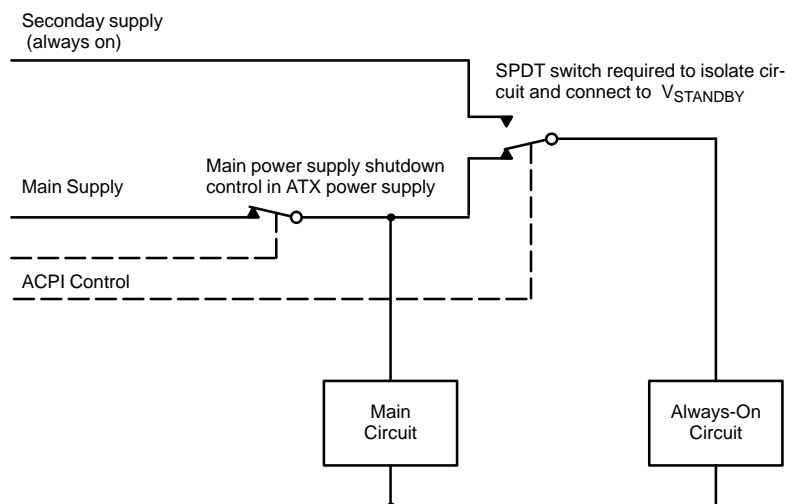 Seconday supply
(always on)
SPDT switch required to isolate cir-
cuit and connect to VSTANDBY
Main power supply shutdown
control in ATX power supply
Main Supply
ACPI Control
Main
Circuit
Always-On
Circuit